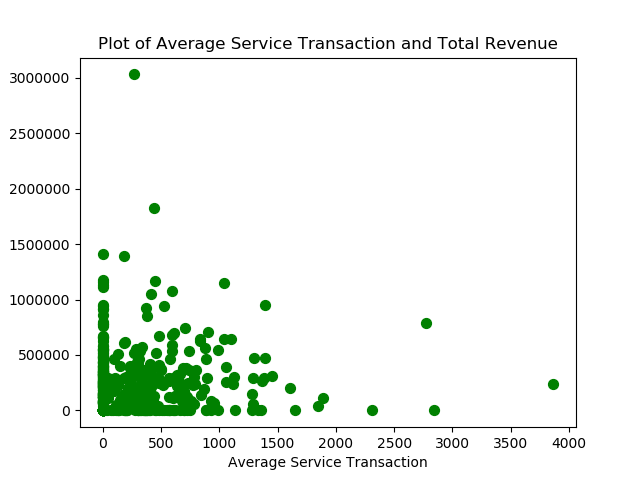 Plot of Average Service Transaction and Total Revenue
3000000
2500000
2000000
1500000
1000000
500000
0
0 500 1000 1500 2000 2500 3000 3500 4000
Average Service Transaction